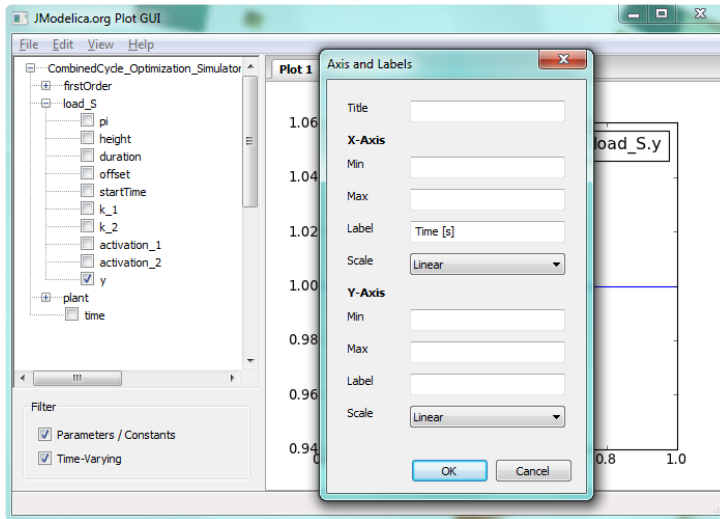 JModelica.org Plot GUI
File Edit View Help
CombinedCycle_Optimization_Simulator
firstOrder
load_S
pi
height
duration
offset
startTime
k_1
k_2
activation_1
activation_2
y
plant
time
Filter
Parameters / Constants
Time-Varying
Plot 1
1.06
1.04
1.02
1.00
0.98
0.96
0.94
0
0.8
1.0
load_S.y
Axis and Labels
Title
X-Axis
Min
Max
Label Time [s]
Scale Linear
Y-Axis
Min
Max
Label
Scale Linear
OK Cancel